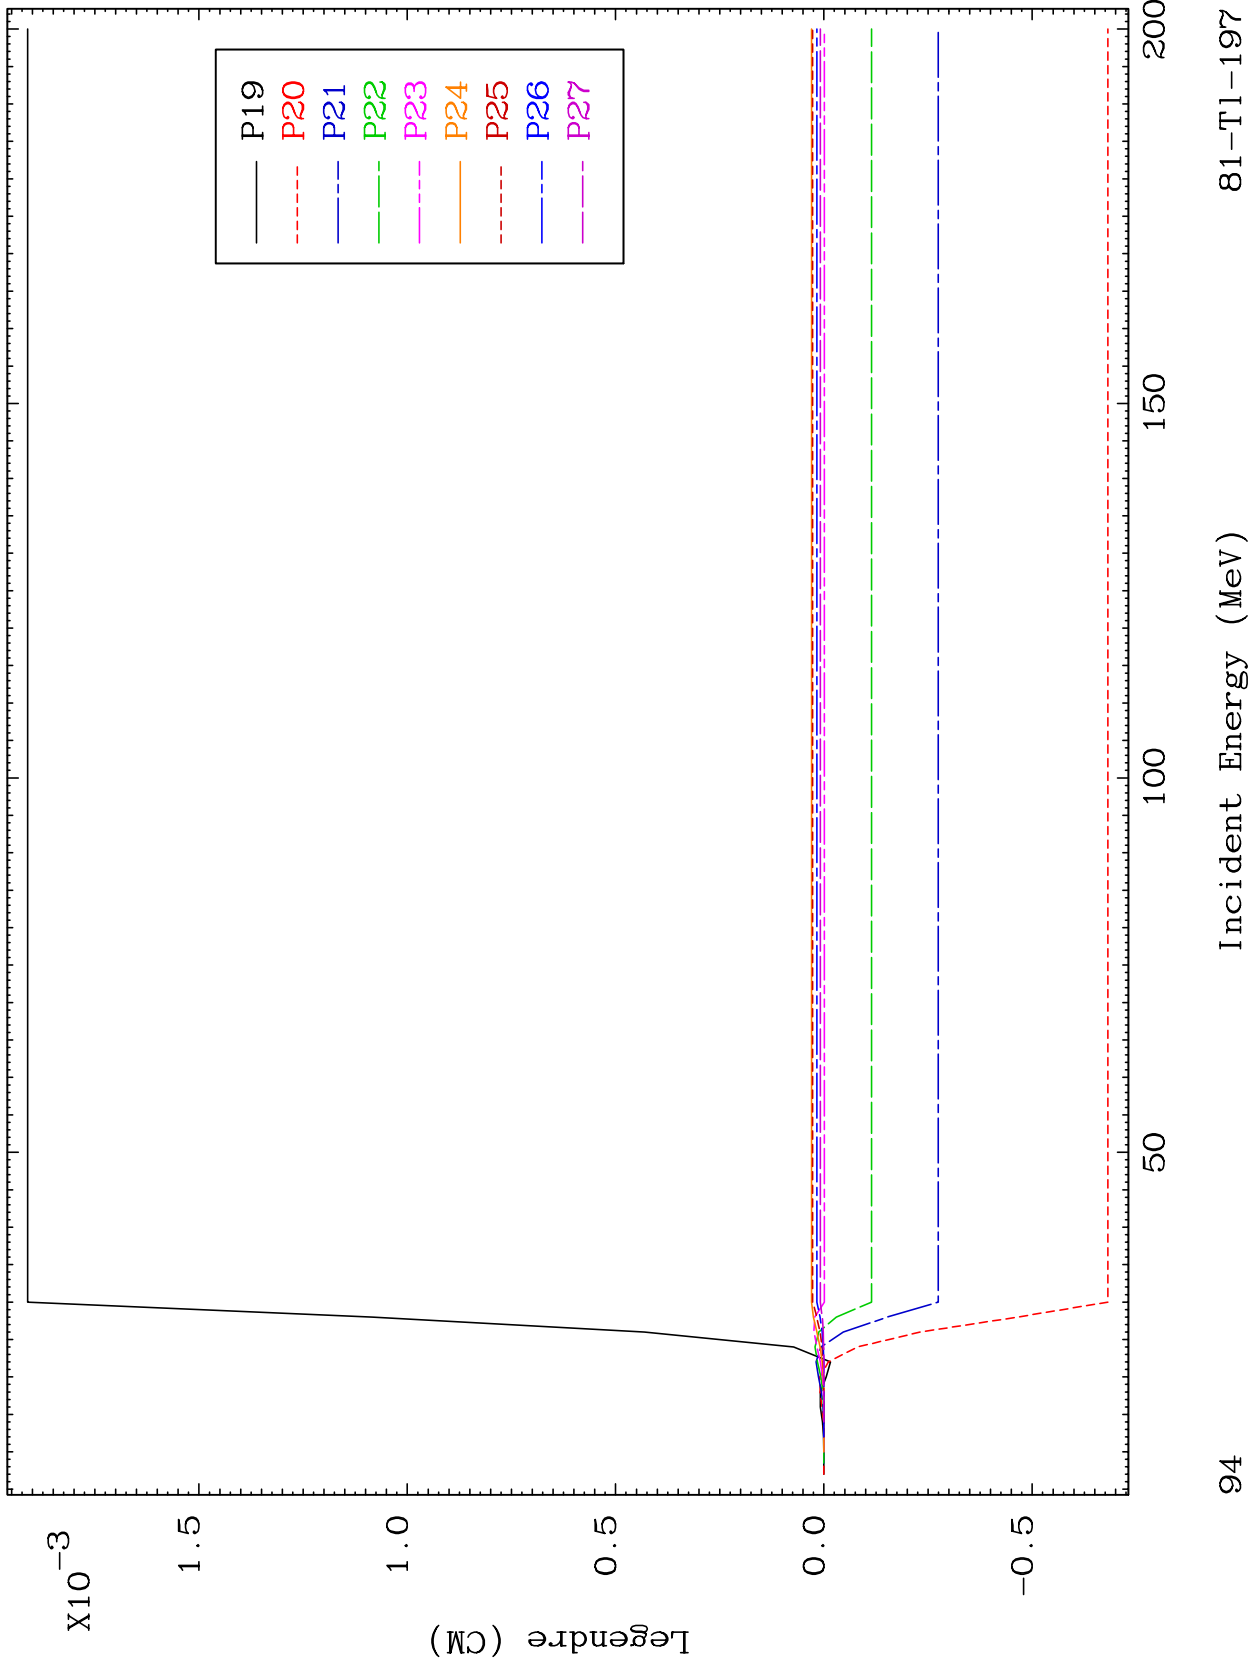 X10⁻³
1.5
1.0
0.5
0.0
-0.5
Legendre (CM)
P19
P20
P21
P22
P23
P24
P25
P26
P27
50
100
150
200
94
Incident Energy (MeV)
81-Tl-197